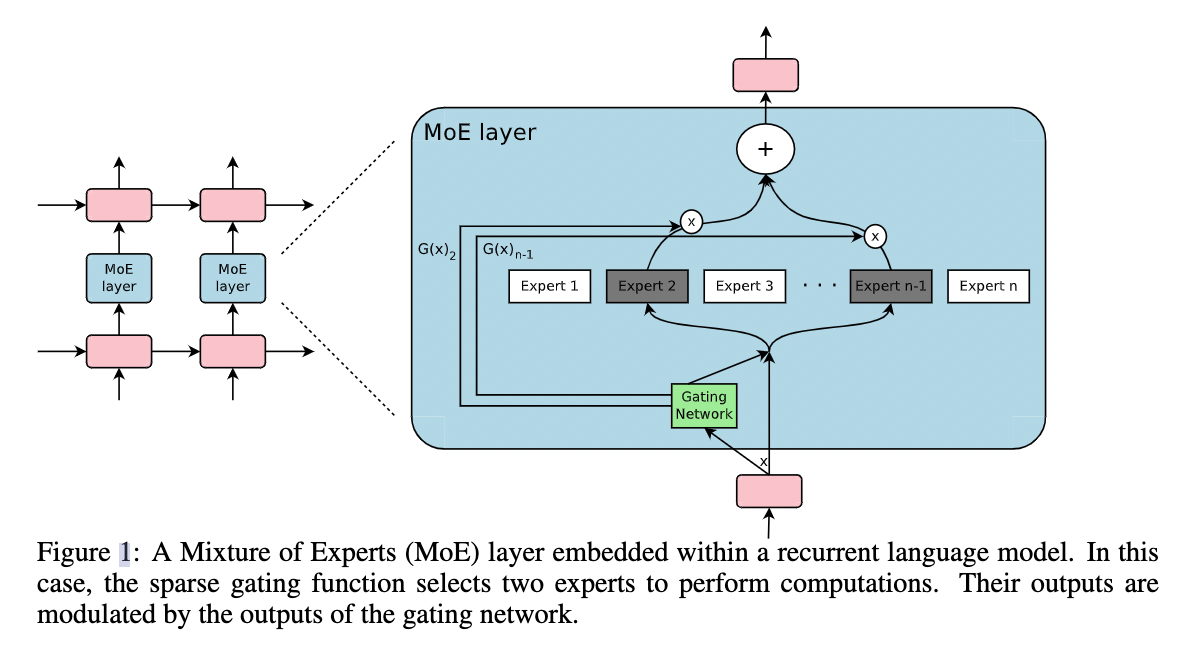 MoE layer
+
x
x
G(x)2
G(x)n-1
MoE
layer
MoE
layer
Expert 1
Expert 2
Expert 3
. . .
Expert n-1
Expert n
Gating
Network
x
Figure 1: A Mixture of Experts (MoE) layer embedded within a recurrent language model. In this
case, the sparse gating function selects two experts to perform computations. Their outputs are
modulated by the outputs of the gating network.